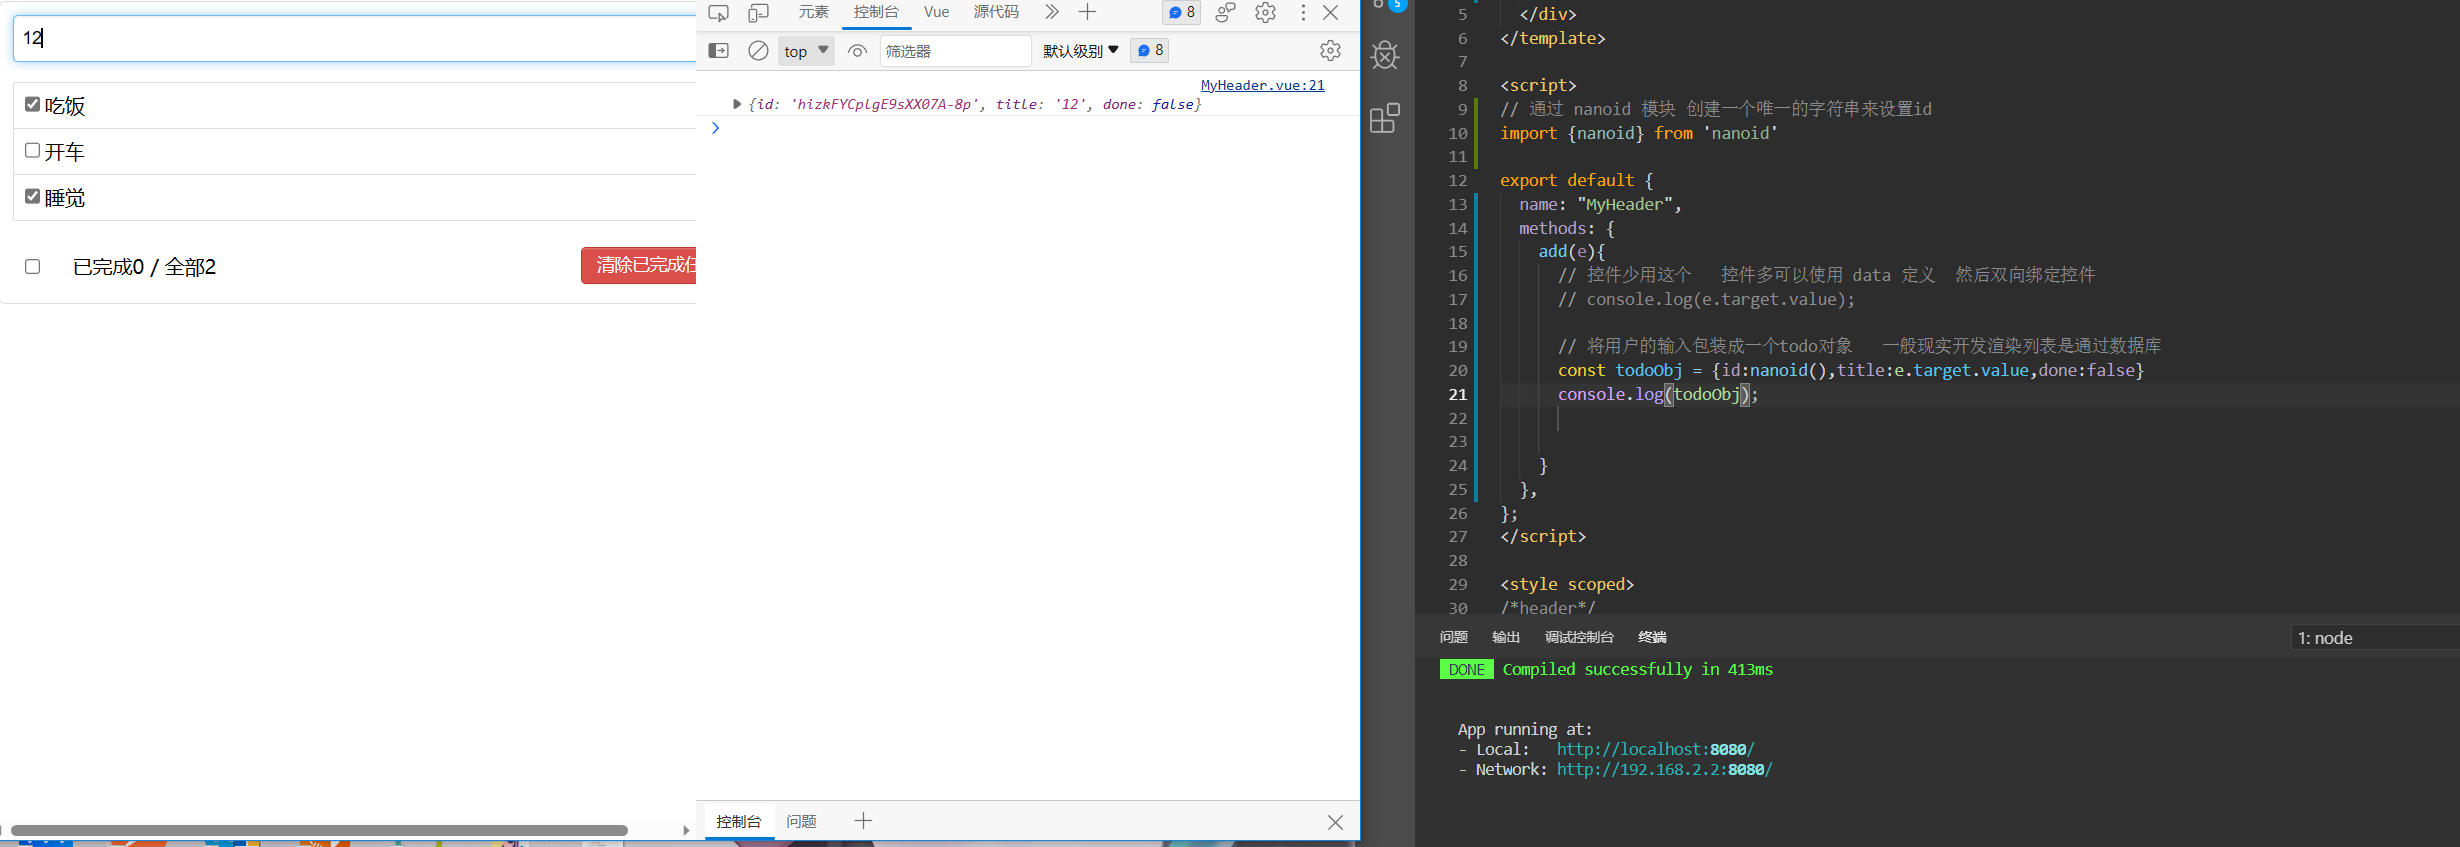 12
吃饭
开车
睡觉
已完成0 / 全部2
清除已完成任
元素 控制台 Vue 源代码 8
top 筛选器 默认级别 8
MyHeader.vue:21
{id: 'hizkFYCplgE9sXX07A-8p', title: '12', done: false}
控制台 问题
5
5 </div>
6 </template>
7
8 <script>
9 // 通过 nanoid 模块 创建一个唯一的字符串来设置id
10 import {nanoid} from 'nanoid'
11
12 export default {
13 name: "MyHeader",
14 methods: {
15 add(e){
16 // 控件少用这个 控件多可以使用 data 定义 然后双向绑定控件
17 // console.log(e.target.value);
18
19 // 将用户的输入包装成一个todo对象 一般现实开发渲染列表是通过数据库
20 const todoObj = {id:nanoid(),title:e.target.value,done:false}
21 console.log(todoObj);
22
23
24 }
25 },
26 };
27 </script>
28
29 <style scoped>
30 /*header*/
问题 输出 调试控制台 终端 1: node
DONE Compiled successfully in 413ms
App running at:
- Local: http://localhost:8080/
- Network: http://192.168.2.2:8080/